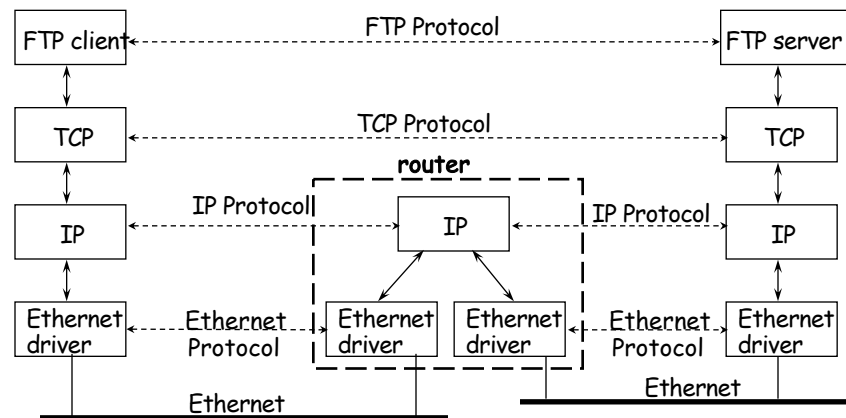 FTP client
FTP Protocol
FTP server
TCP
TCP Protocol
TCP
router
IP
IP Protocol
IP
IP Protocol
IP
Ethernet
driver
Ethernet
Protocol
Ethernet
driver
Ethernet
driver
Ethernet
Protocol
Ethernet
driver
Ethernet
Ethernet